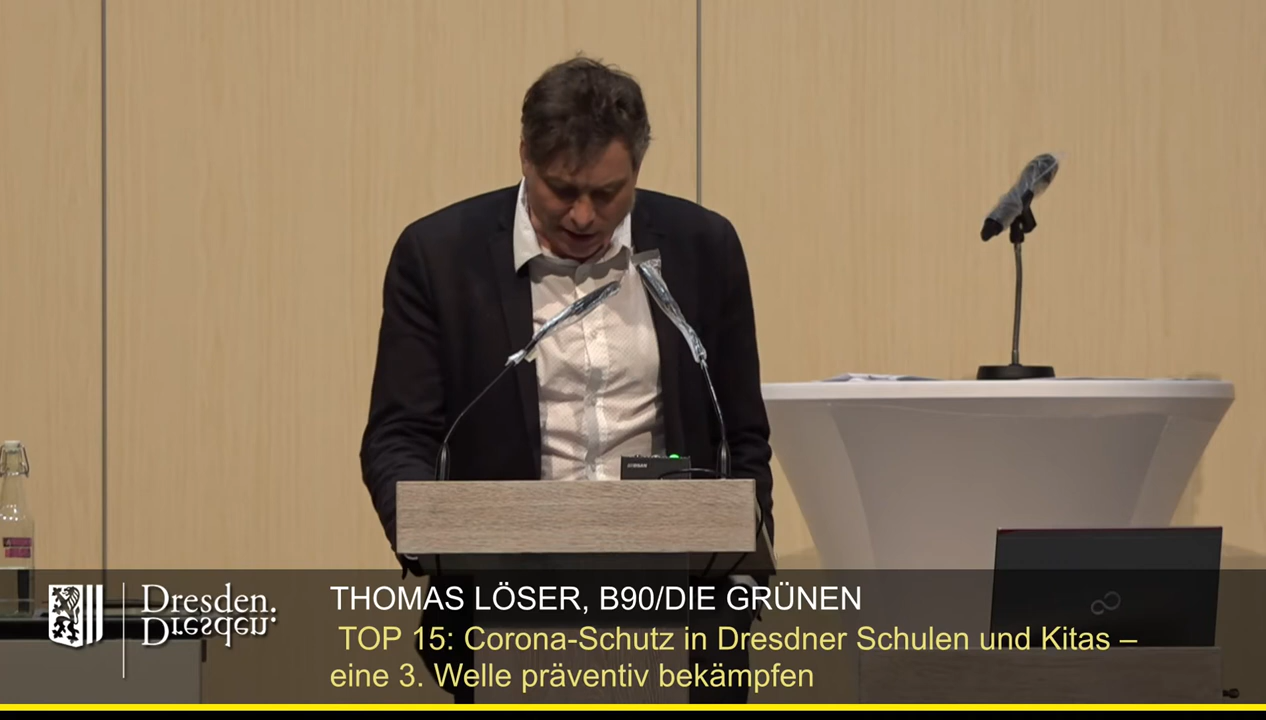 Dresden.
Dresden.
THOMAS LÖSER, B90/DIE GRÜNEN
TOP 15: Corona-Schutz in Dresdner Schulen und Kitas –
eine 3. Welle präventiv bekämpfen